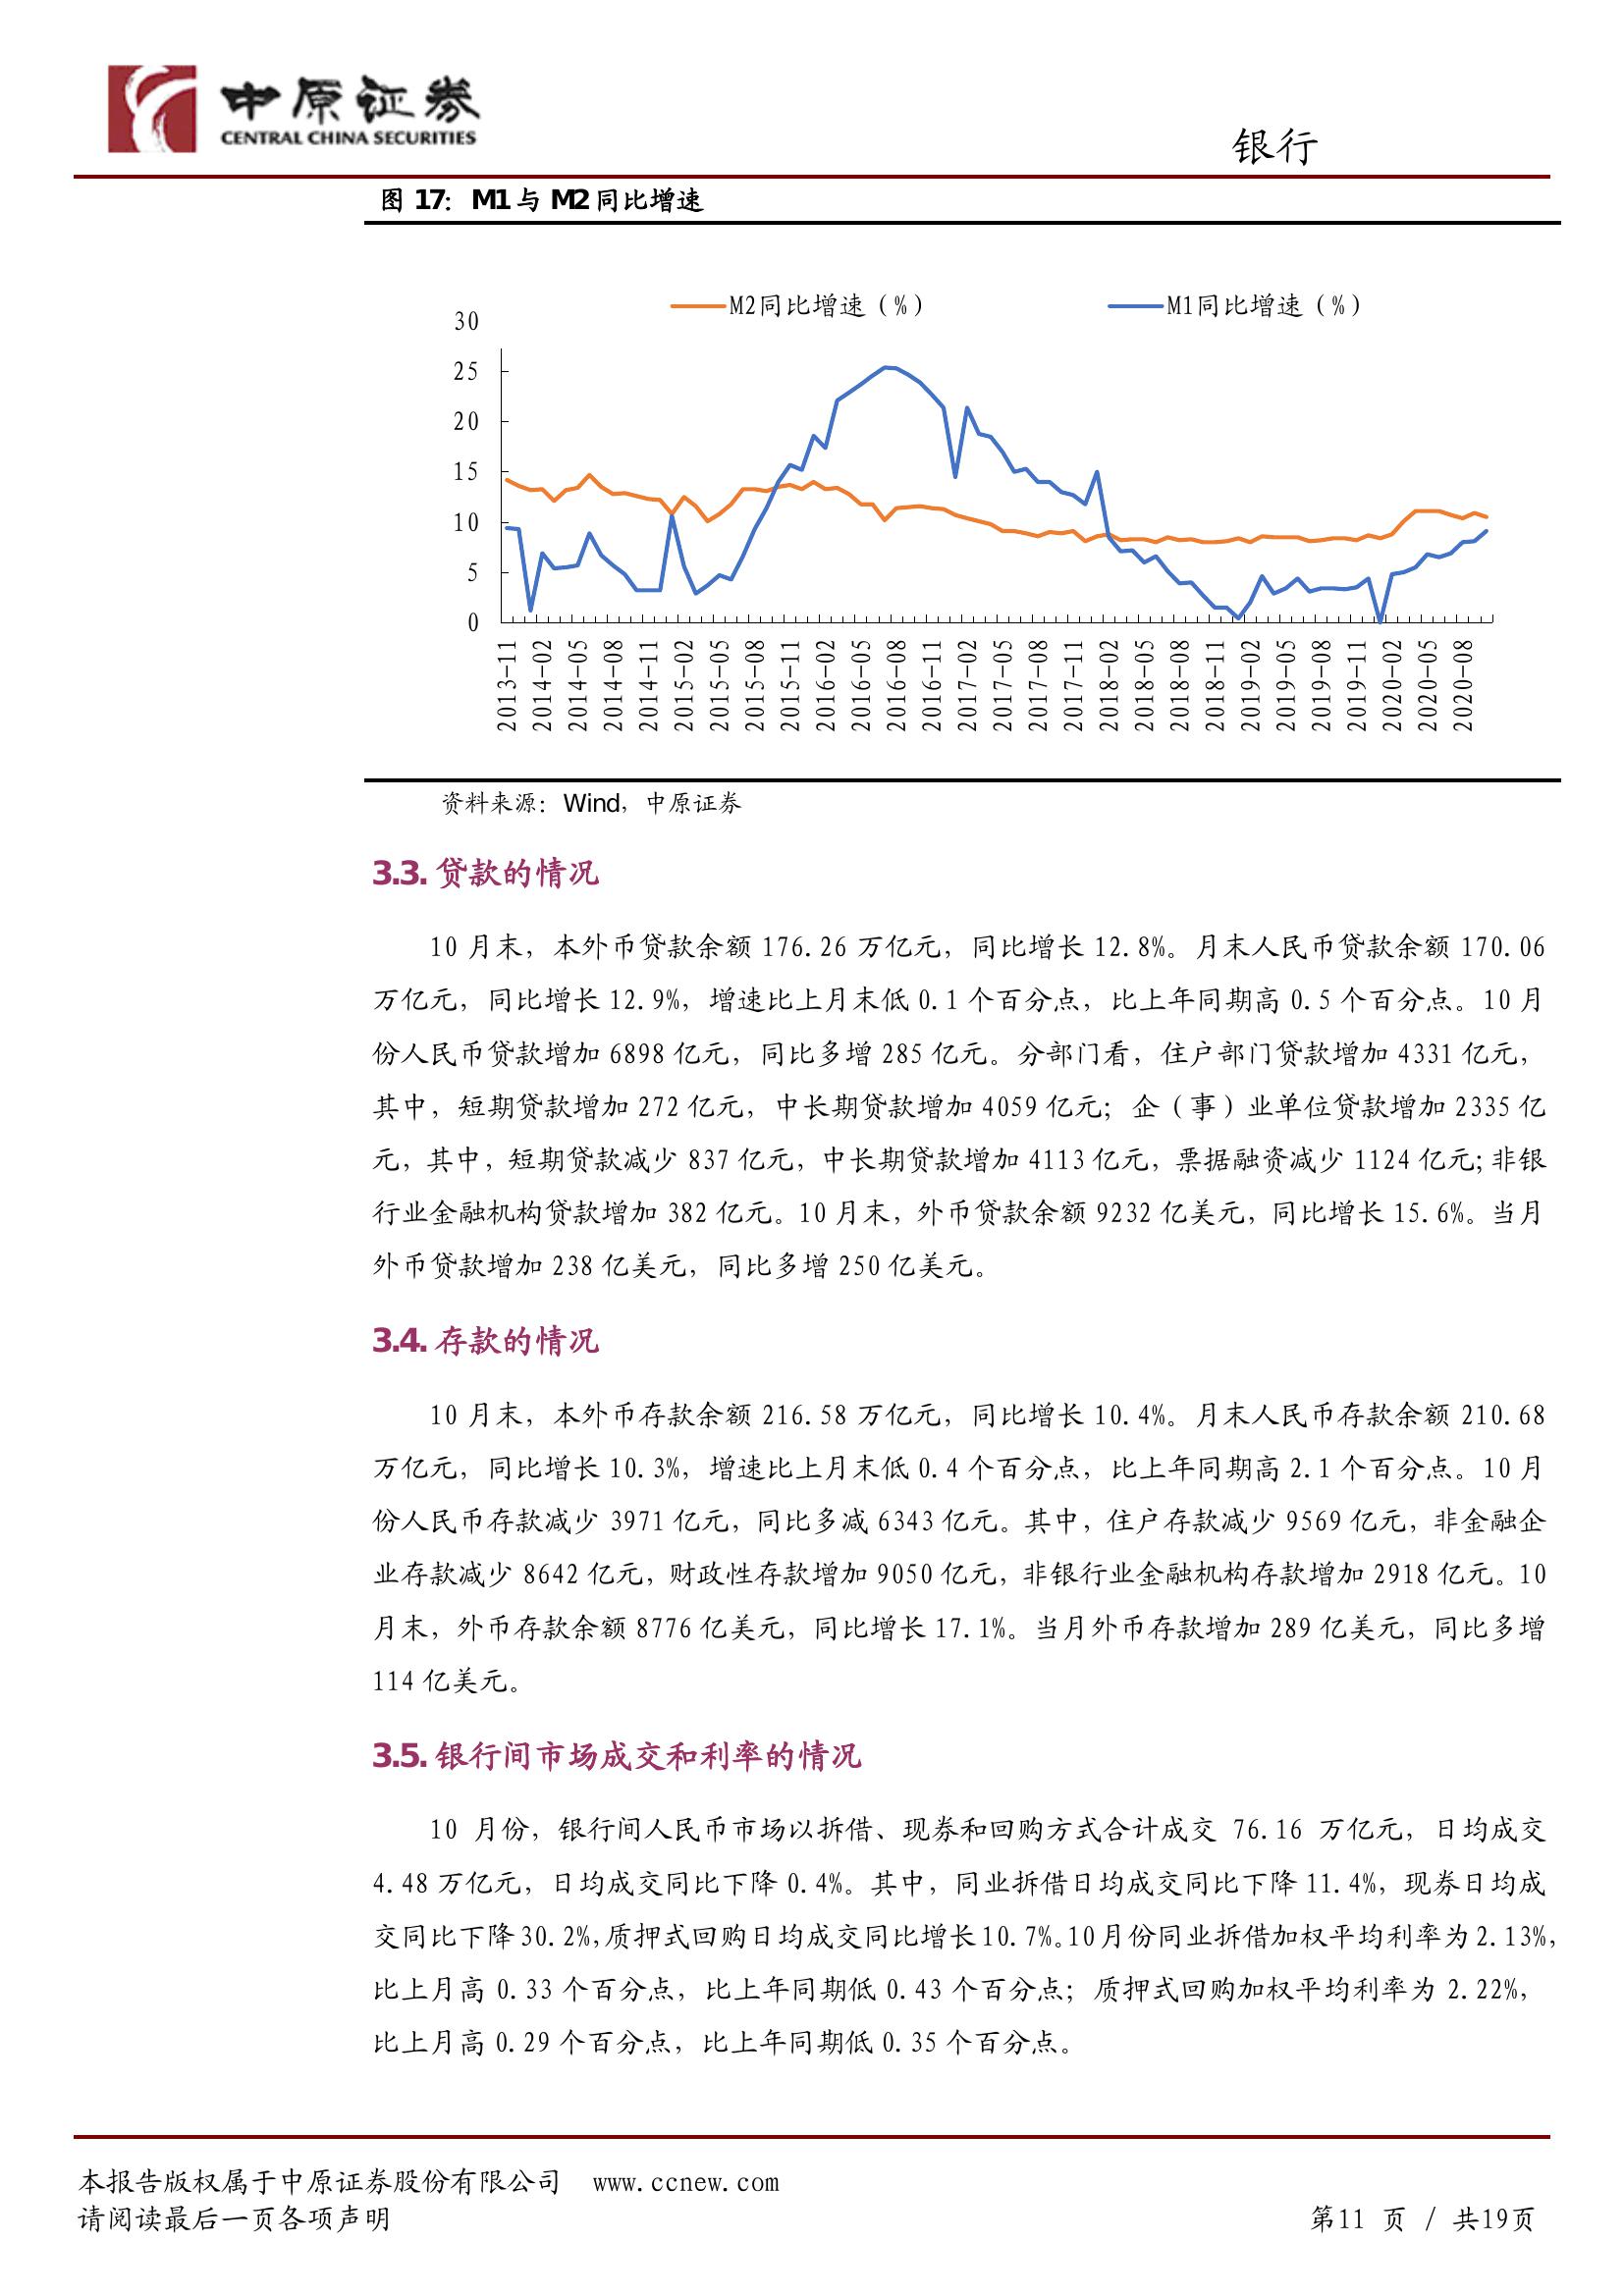 中原证券
CENTRAL CHINA SECURITIES
银行
图 17：M1 与 M2 同比增速
M2同比增速（%）
M1同比增速（%）
30
25
20
15
10
5
0
2013-11
2014-02
2014-05
2014-08
2014-11
2015-02
2015-05
2015-08
2015-11
2016-02
2016-05
2016-08
2016-11
2017-02
2017-05
2017-08
2017-11
2018-02
2018-05
2018-08
2018-11
2019-02
2019-05
2019-08
2019-11
2020-02
2020-05
2020-08
资料来源：Wind，中原证券
3.3. 贷款的情况
10 月末，本外币贷款余额 176.26 万亿元，同比增长 12.8%。月末人民币贷款余额 170.06
万亿元，同比增长 12.9%，增速比上月末低 0.1 个百分点，比上年同期高 0.5 个百分点。10 月
份人民币贷款增加 6898 亿元，同比多增 285 亿元。分部门看，住户部门贷款增加 4331 亿元，
其中，短期贷款增加 272 亿元，中长期贷款增加 4059 亿元；企（事）业单位贷款增加 2335 亿
元，其中，短期贷款减少 837 亿元，中长期贷款增加 4113 亿元，票据融资减少 1124 亿元；非银
行业金融机构贷款增加 382 亿元。10 月末，外币贷款余额 9232 亿美元，同比增长 15.6%。当月
外币贷款增加 238 亿美元，同比多增 250 亿美元。
3.4. 存款的情况
10 月末，本外币存款余额 216.58 万亿元，同比增长 10.4%。月末人民币存款余额 210.68
万亿元，同比增长 10.3%，增速比上月末低 0.4 个百分点，比上年同期高 2.1 个百分点。10 月
份人民币存款减少 3971 亿元，同比多减 6343 亿元。其中，住户存款减少 9569 亿元，非金融企
业存款减少 8642 亿元，财政性存款增加 9050 亿元，非银行业金融机构存款增加 2918 亿元。10
月末，外币存款余额 8776 亿美元，同比增长 17.1%。当月外币存款增加 289 亿美元，同比多增
114 亿美元。
3.5. 银行间市场成交和利率的情况
10 月份，银行间人民币市场以拆借、现券和回购方式合计成交 76.16 万亿元，日均成交
4.48 万亿元，日均成交同比下降 0.4%。其中，同业拆借日均成交同比下降 11.4%，现券日均成
交同比下降 30.2%，质押式回购日均成交同比增长 10.7%。10 月份同业拆借加权平均利率为 2.13%，
比上月高 0.33 个百分点，比上年同期低 0.43 个百分点；质押式回购加权平均利率为 2.22%，
比上月高 0.29 个百分点，比上年同期低 0.35 个百分点。
本报告版权属于中原证券股份有限公司 www.ccnew.com
请阅读最后一页各项声明
第11 页 / 共19页